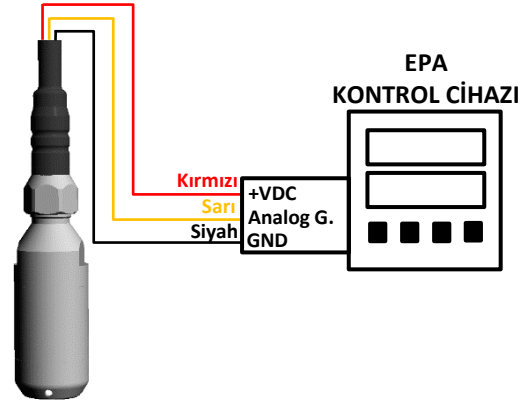 EPA
KONTROL CİHAZI
Kırmızı
+VDC
Sarı
Analog G.
Siyah
GND